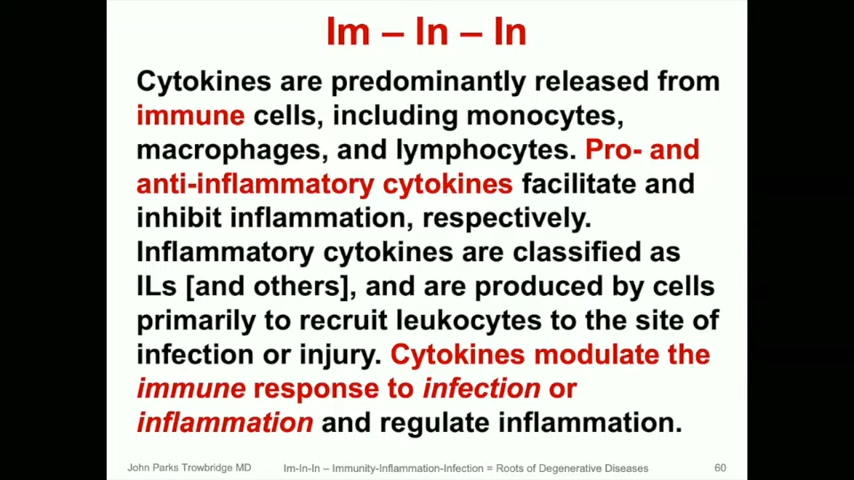 Im – In – In
Cytokines are predominantly released from
immune cells, including monocytes,
macrophages, and lymphocytes. Pro- and
anti-inflammatory cytokines facilitate and
inhibit inflammation, respectively.
Inflammatory cytokines are classified as
ILs [and others], and are produced by cells
primarily to recruit leukocytes to the site of
infection or injury. Cytokines modulate the
immune response to infection or
inflammation and regulate inflammation.
John Parks Trowbridge MD Im-In-In – Immunity-Inflammation-Infection = Roots of Degenerative Diseases 60